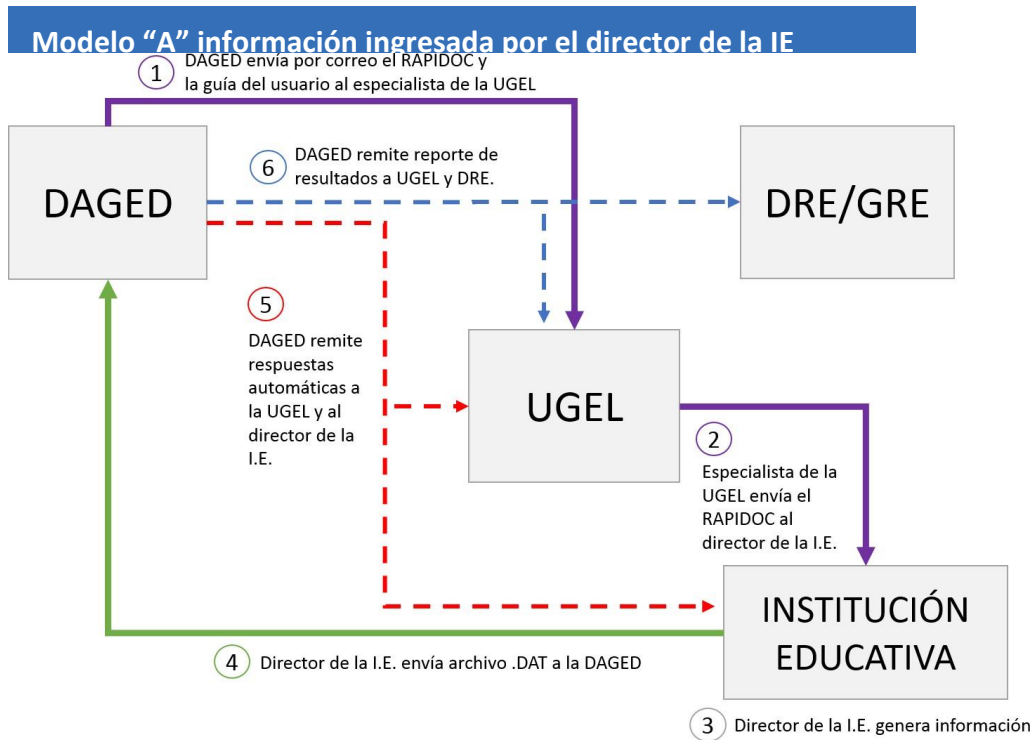 Modelo “A” información ingresada por el director de la IE
1
DAGED envía por correo el RAPIDOC y
la guía del usuario al especialista de la UGEL
DAGED
6
DAGED remite reporte de
resultados a UGEL y DRE.
DRE/GRE
5
DAGED remite
respuestas
automáticas a
la UGEL y al
director de la
I.E.
UGEL
2
Especialista de la
UGEL envía el
RAPIDOC al
director de la I.E.
INSTITUCIÓN
EDUCATIVA
4
Director de la I.E. envía archivo .DAT a la DAGED
3
Director de la I.E. genera información